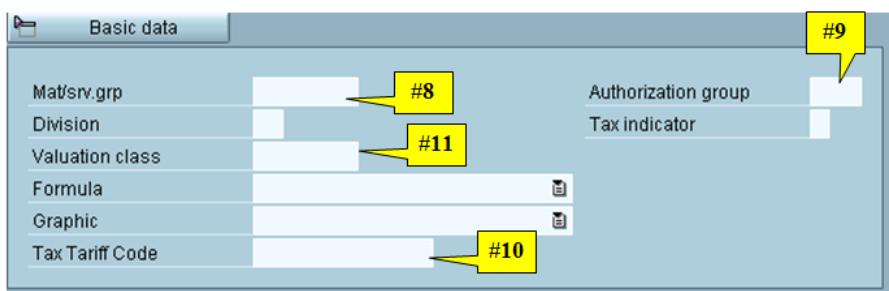 Basic data
#9
Mat/srv.grp
#8
Authorization group
Division
Tax indicator
Valuation class
#11
Formula
Graphic
Tax Tariff Code
#10